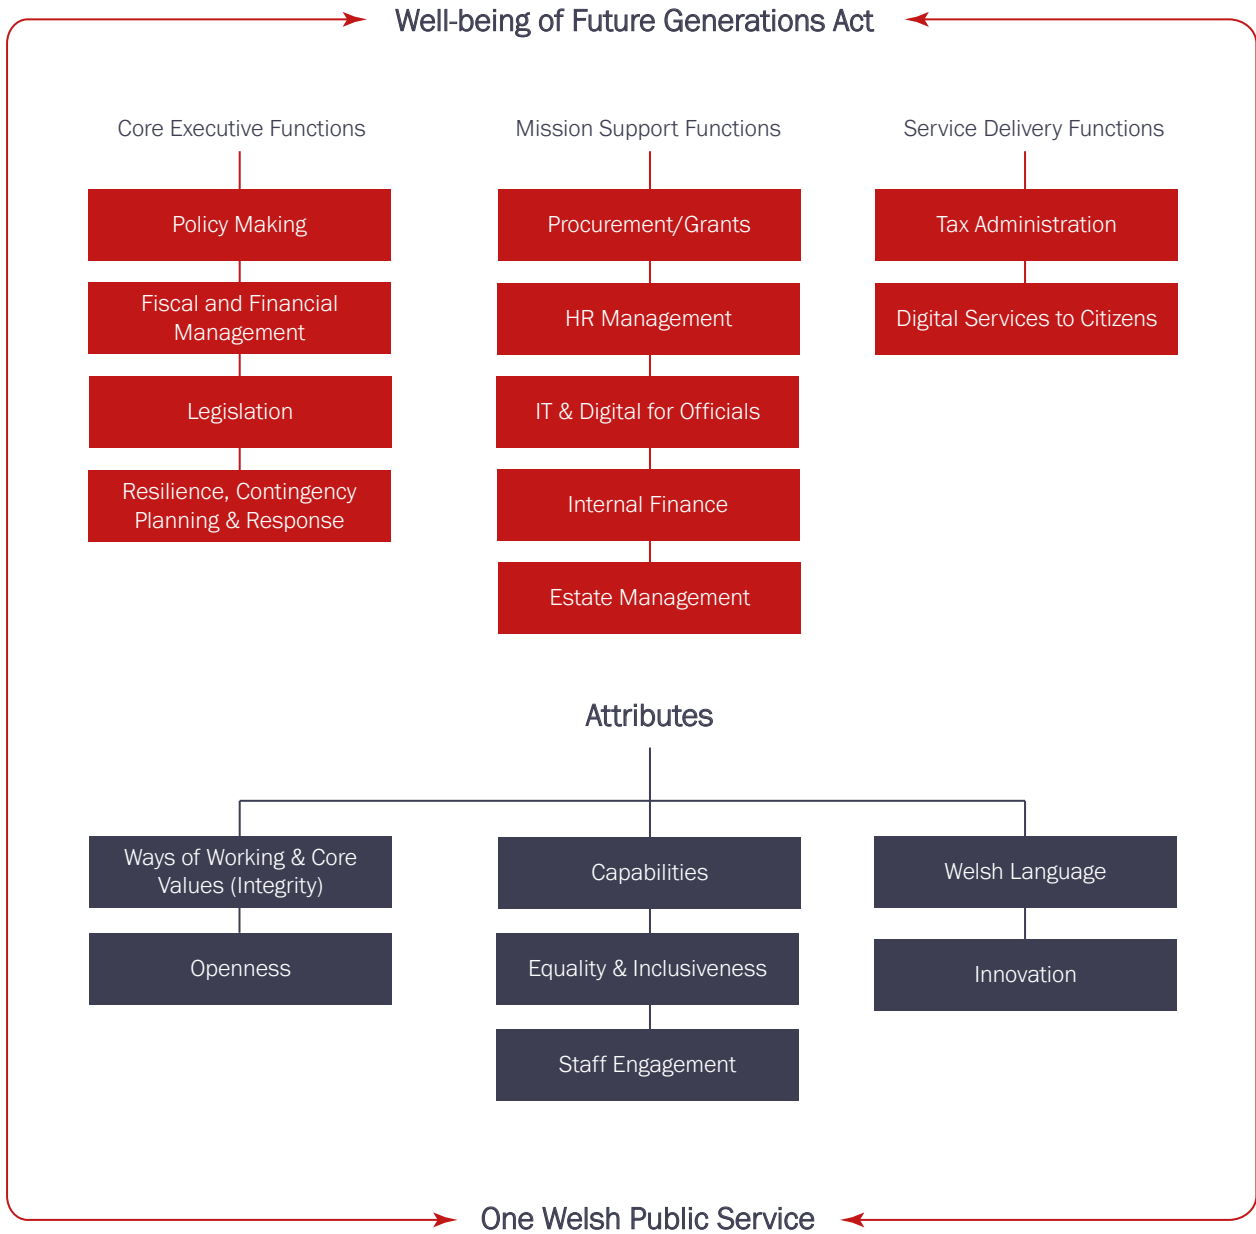 Well-being of Future Generations Act
Core Executive Functions
Policy Making
Fiscal and Financial
Management
Legislation
Resilience, Contingency
Planning & Response
Mission Support Functions
Procurement/Grants
HR Management
IT & Digital for Officials
Internal Finance
Estate Management
Service Delivery Functions
Tax Administration
Digital Services to Citizens
Attributes
Ways of Working & Core
Values (Integrity)
Openness
Capabilities
Equality & Inclusiveness
Staff Engagement
Welsh Language
Innovation
One Welsh Public Service